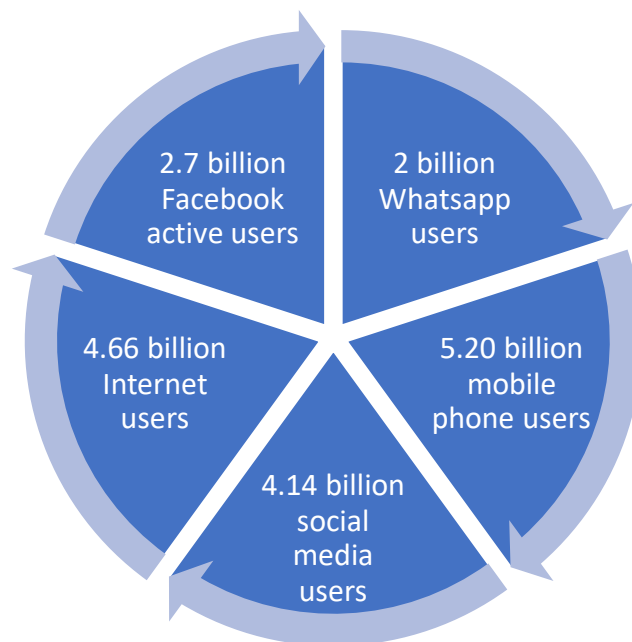 2.7 billion
Facebook
active users
2 billion
Whatsapp
users
4.66 billion
Internet
users
5.20 billion
mobile
phone users
4.14 billion
social
media
users